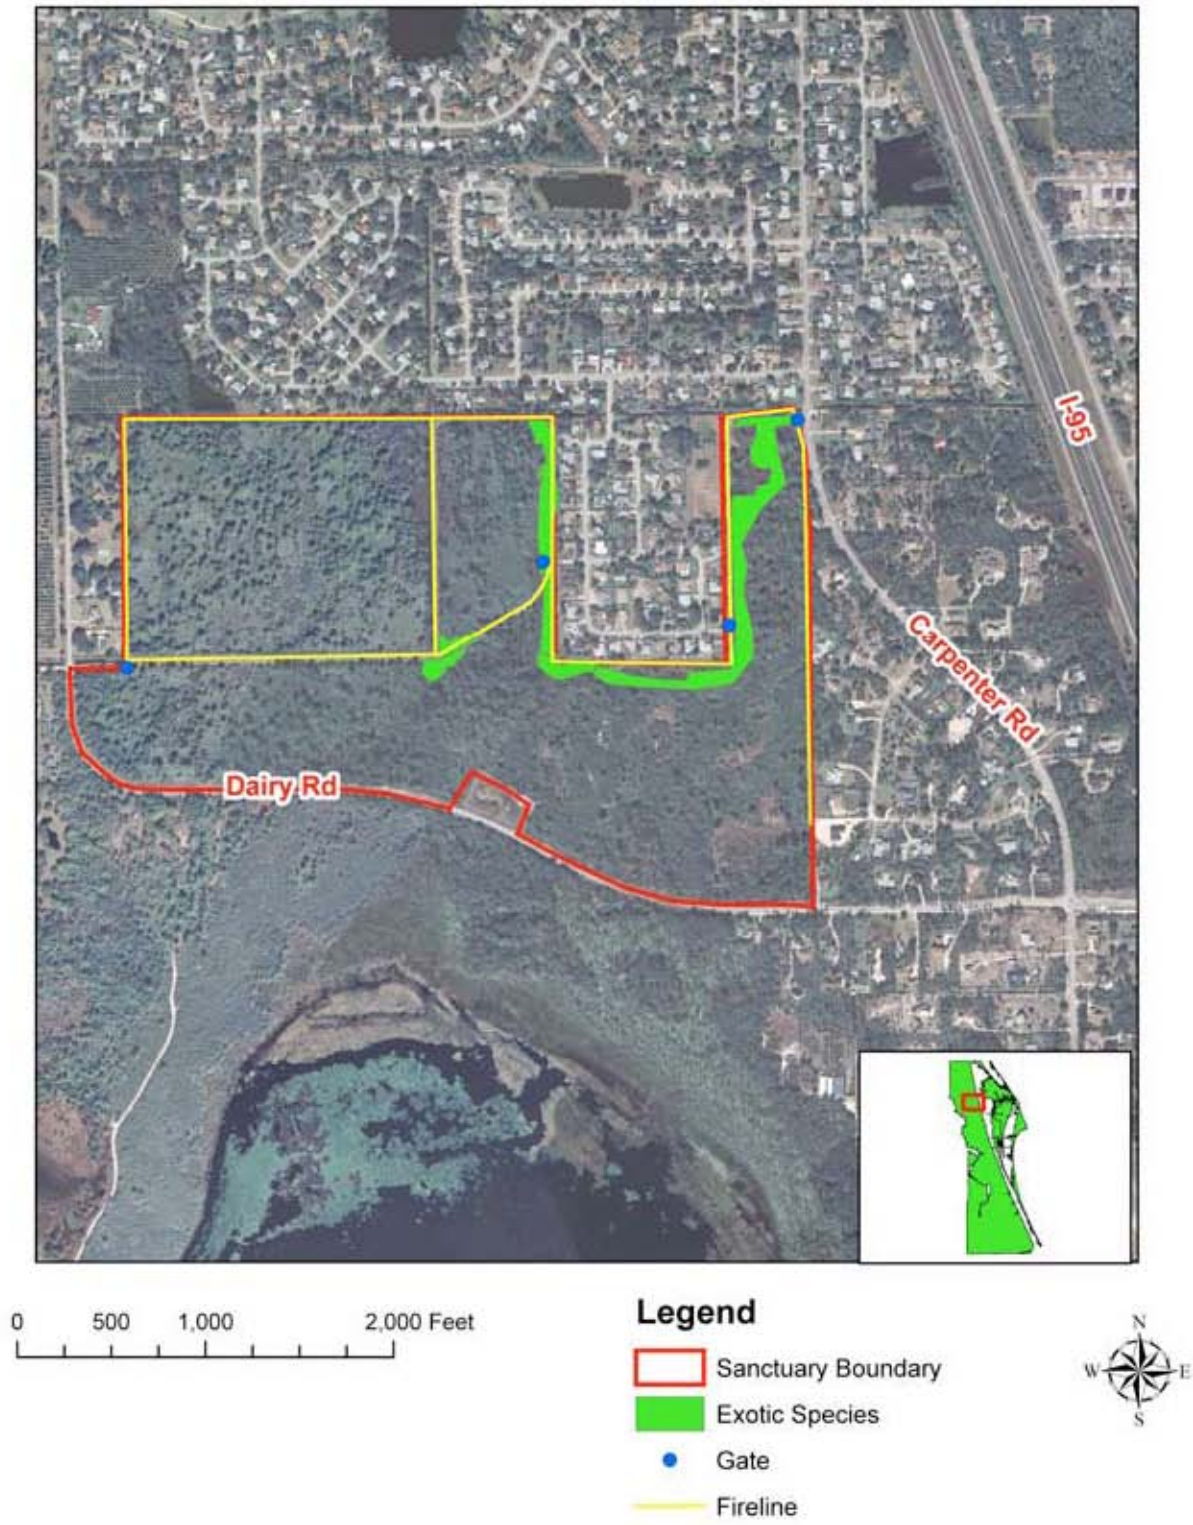 I-95
Carpenter Rd
Dairy Rd
0 500 1,000 2,000 Feet
Legend
Sanctuary Boundary
Exotic Species
Gate
Fireline
N
W E
S